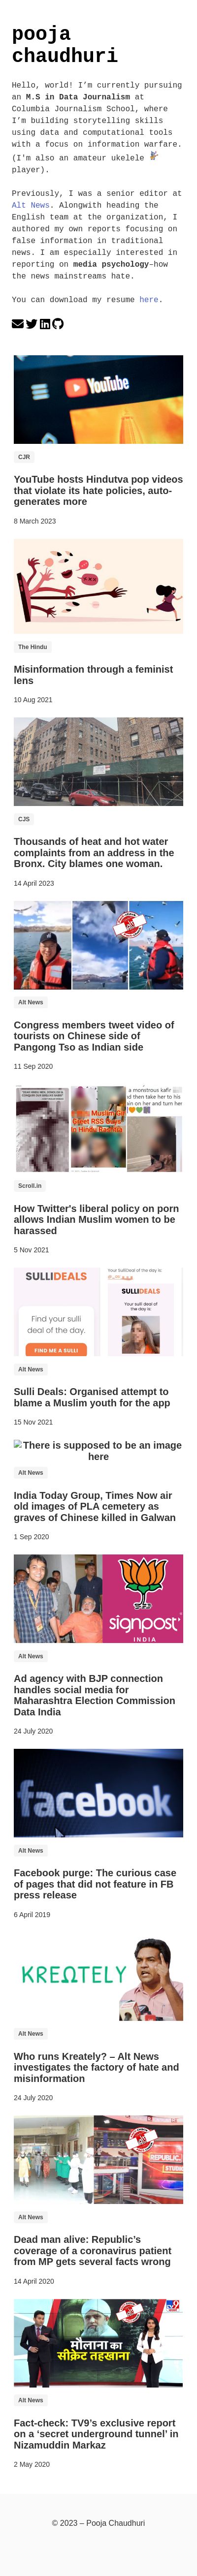 pooja
chaudhuri
Hello, world! I’m currently pursuing
an M.S in Data Journalism at
Columbia Journalism School, where
I’m building storytelling skills
using data and computational tools
with a focus on information warfare.
(I'm also an amateur ukelele
player).
Previously, I was a senior editor at
Alt News. Alongwith heading the
English team at the organization, I
authored my own reports focusing on
false information in traditional
news. I am especially interested in
reporting on media psychology–how
the news mainstreams hate.
You can download my resume here.
YouTube
CJR
YouTube hosts Hindutva pop videos
that violate its hate policies, auto-
generates more
8 March 2023
The Hindu
Misinformation through a feminist
lens
10 Aug 2021
CJS
Thousands of heat and hot water
complaints from an address in the
Bronx. City blames one woman.
14 April 2023
Alt News
Congress members tweet video of
tourists on Chinese side of
Pangong Tso as Indian side
11 Sep 2020
Scroll.in
How Twitter's liberal policy on porn
allows Indian Muslim women to be
harassed
5 Nov 2021
SULLIDEALS
Find your sulli
deal of the day.
FIND ME A SULLI
Your SulliDeal of the day is
SULLIDEALS
Your sulli deal of the day is:
Alt News
Sulli Deals: Organised attempt to
blame a Muslim youth for the app
15 Nov 2021
There is supposed to be an image
here
Alt News
India Today Group, Times Now air
old images of PLA cemetery as
graves of Chinese killed in Galwan
1 Sep 2020
signpost
INDIA
Alt News
Ad agency with BJP connection
handles social media for
Maharashtra Election Commission
Data India
24 July 2020
facebook
Alt News
Facebook purge: The curious case
of pages that did not feature in FB
press release
6 April 2019
KREΩTELY
Alt News
Who runs Kreately? – Alt News
investigates the factory of hate and
misinformation
24 July 2020
Alt News
Dead man alive: Republic’s
coverage of a coronavirus patient
from MP gets several facts wrong
14 April 2020
मौलाना का
सीक्रेट तहखाना
Alt News
Fact-check: TV9’s exclusive report
on a ‘secret underground tunnel’ in
Nizamuddin Markaz
2 May 2020
© 2023 – Pooja Chaudhuri